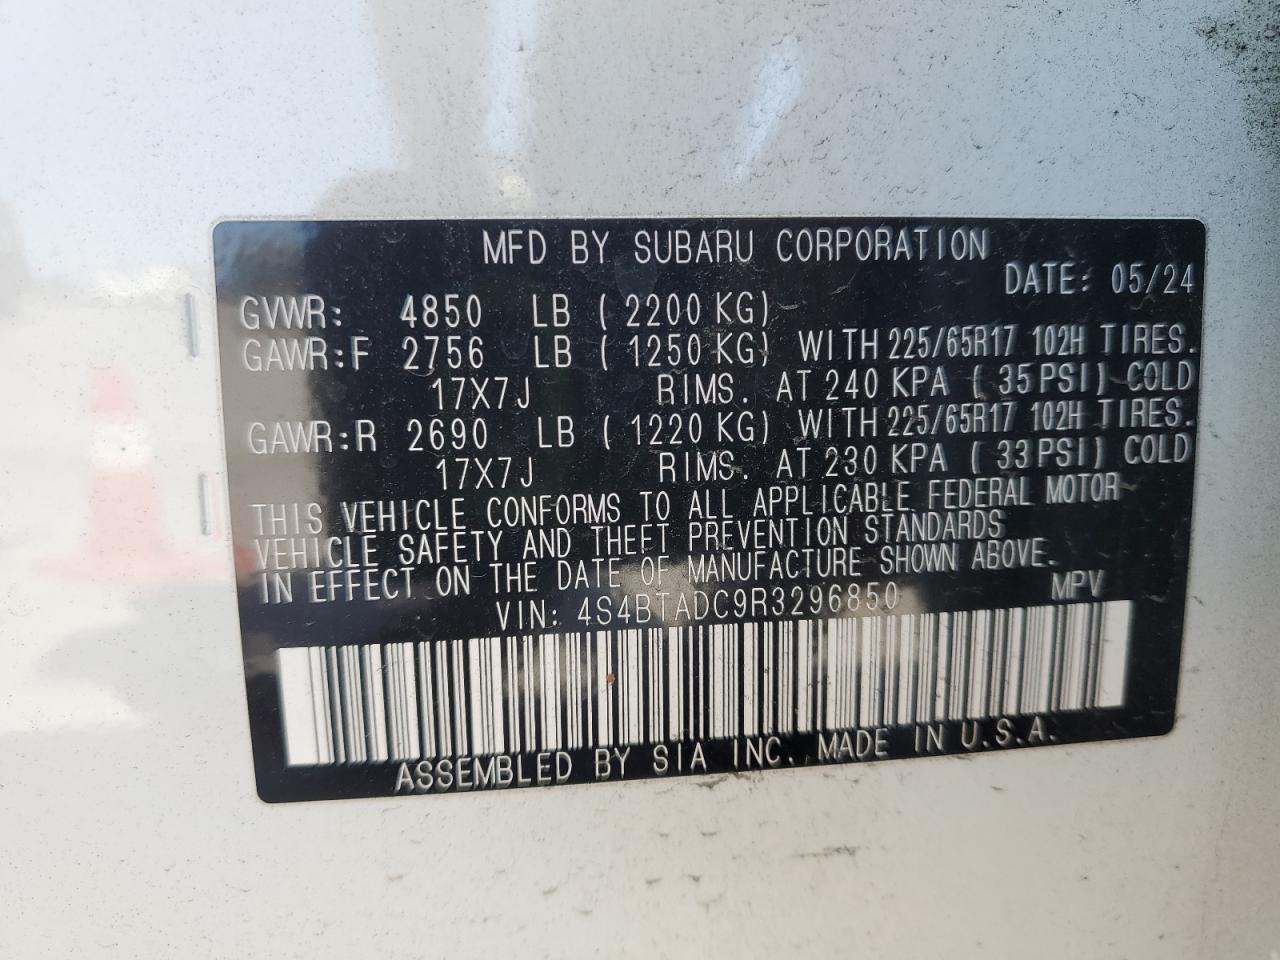 MFD BY SUBARU CORPORATION
DATE: 05/24
GVWR: 4850 LB (2200 KG)
GAWR:F 2756 LB (1250 KG) WITH 225/65R17 102H TIRES.
17X7J RIMS. AT 240 KPA (35PSI) COLD
GAWR:R 2690 LB (1220 KG) WITH 225/65R17 102H TIRES.
17X7J RIMS. AT 230 KPA (33PSI) COLD
THIS VEHICLE CONFORMS TO ALL APPLICABLE FEDERAL MOTOR
VEHICLE SAFETY AND THEFT PREVENTION STANDARDS
IN EFFECT ON THE DATE OF MANUFACTURE SHOWN ABOVE.
VIN: 4S4BTADC9R3296850 MPV
ASSEMBLED BY SIA INC. MADE IN U.S.A.